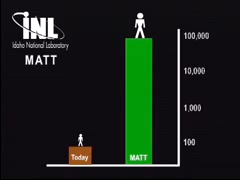 INL
Idaho National Laboratory
MATT
100,000
10,000
1,000
100
Today
MATT